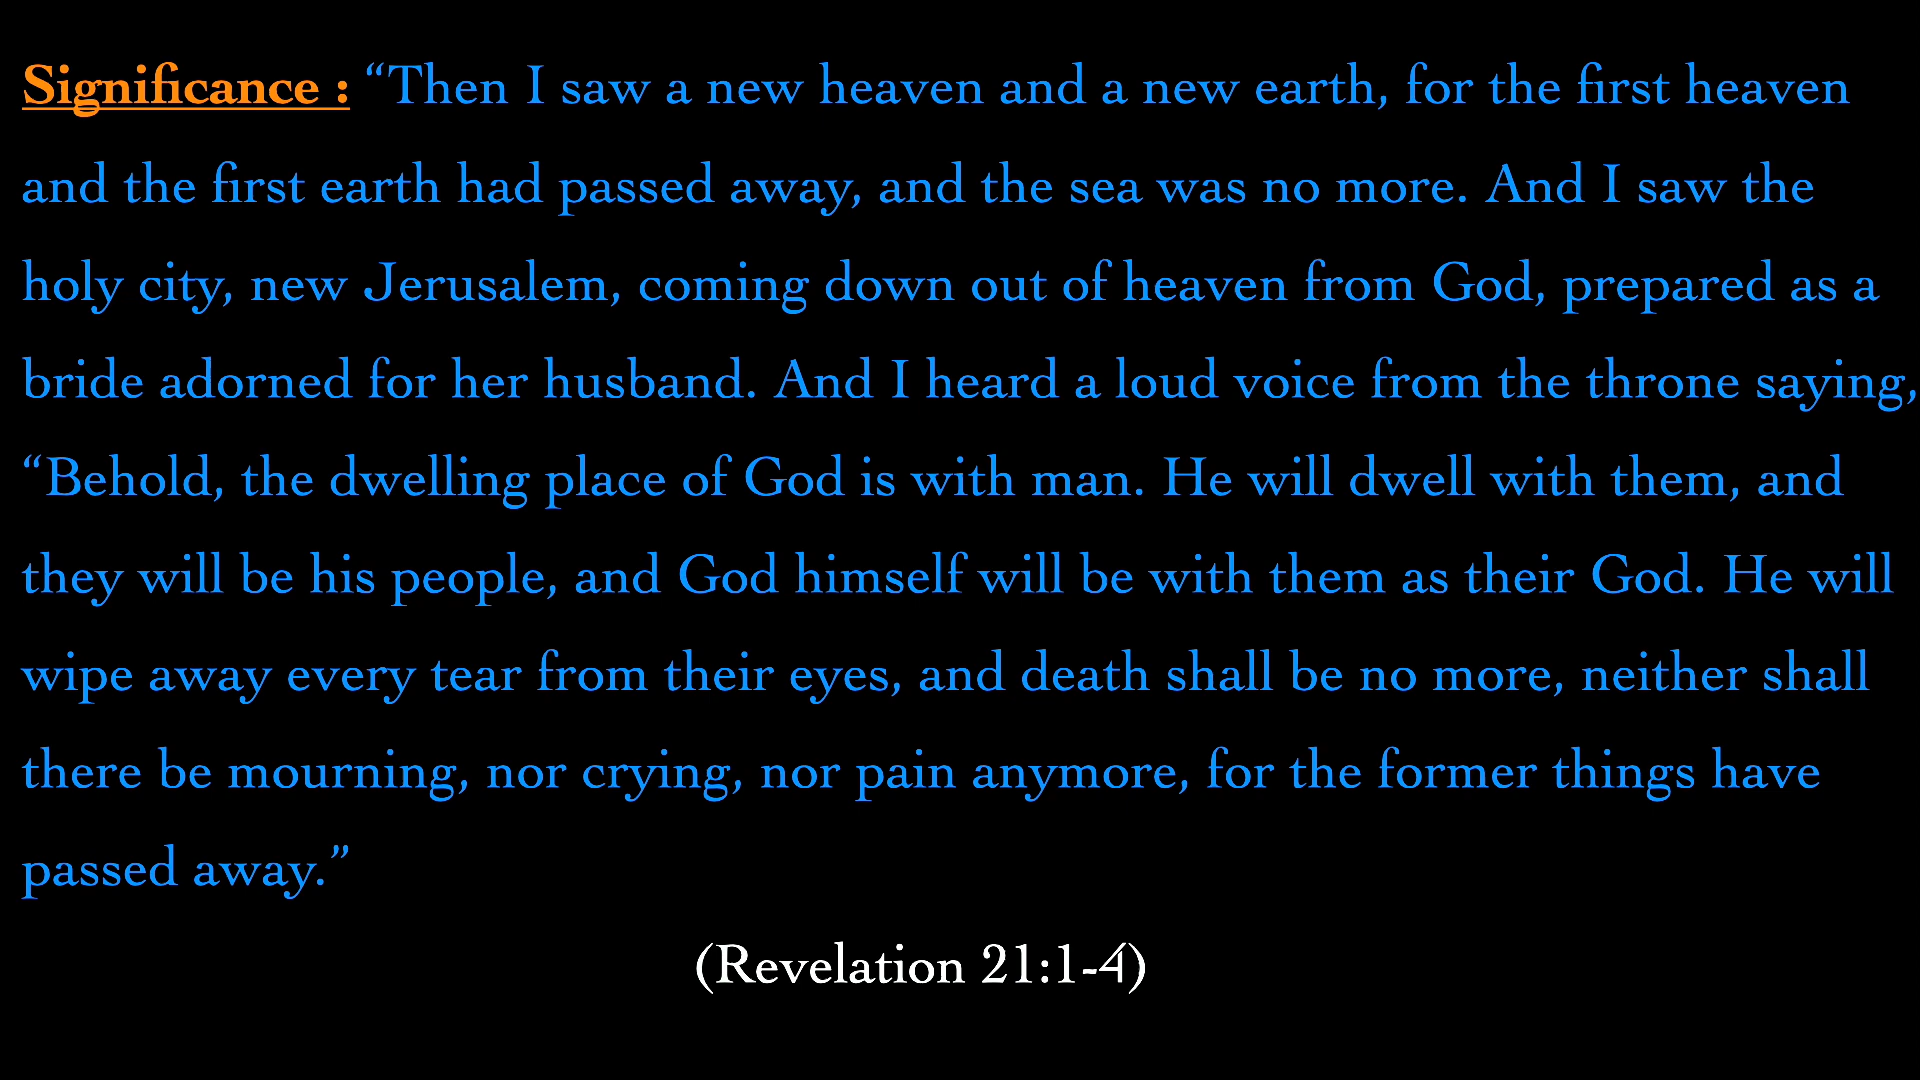 Significance : “Then I saw a new heaven and a new earth, for the first heaven
and the first earth had passed away, and the sea was no more. And I saw the
holy city, new Jerusalem, coming down out of heaven from God, prepared as a
bride adorned for her husband. And I heard a loud voice from the throne saying,
“Behold, the dwelling place of God is with man. He will dwell with them, and
they will be his people, and God himself will be with them as their God. He will
wipe away every tear from their eyes, and death shall be no more, neither shall
there be mourning, nor crying, nor pain anymore, for the former things have
passed away.”
(Revelation 21:1-4)